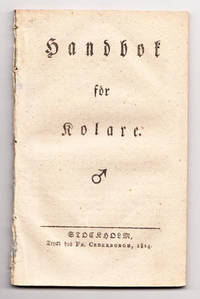 Handbok
för
Kolare.
♂
STOCKHOLM,
Tryckt hos Fr. Cederborgh, 1814.